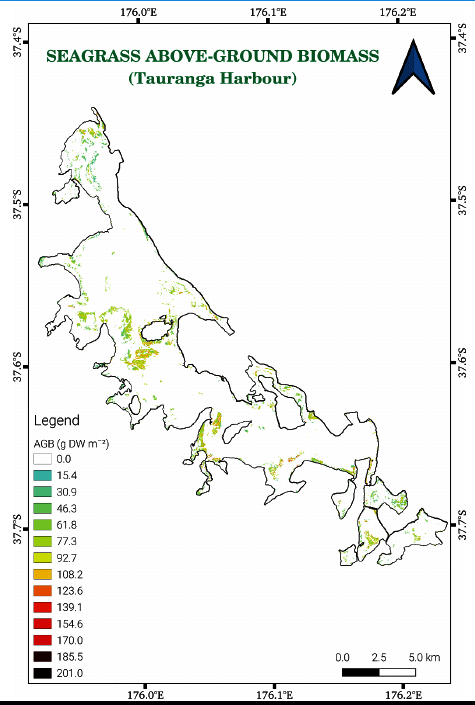 176.0°E 176.1°E 176.2°E
37.4°S 37.4°S
SEAGRASS ABOVE-GROUND BIOMASS
(Tauranga Harbour)
37.5°S 37.5°S
37.6°S 37.6°S
Legend
AGB (g DW m⁻²)
0.0
15.4
30.9
46.3
61.8
77.3
92.7
108.2
123.6
139.1
154.6
170.0
185.5
201.0
37.7°S 37.7°S
0.0 2.5 5.0 km
176.0°E 176.1°E 176.2°E